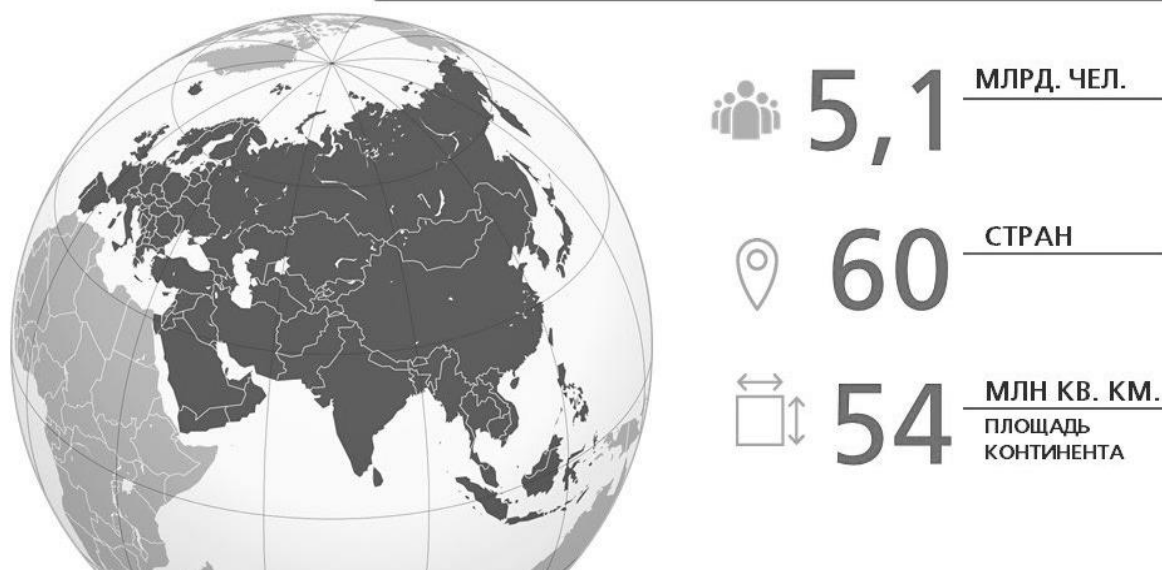 5,1 МЛРД. ЧЕЛ.
60 СТРАН
54 МЛН КВ. КМ.
ПЛОЩАДЬ
КОНТИНЕНТА